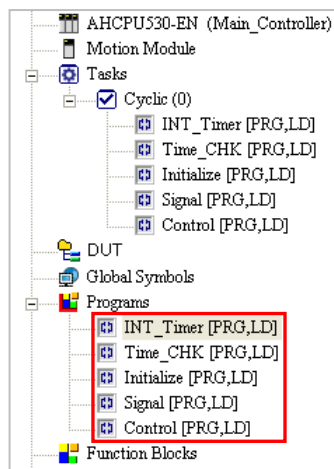 AHCPU530-EN (Main_Controller)
Motion Module
Tasks
Cyclic (0)
INT_Timer [PRG,LD]
Time_CHK [PRG,LD]
Initialize [PRG,LD]
Signal [PRG,LD]
Control [PRG,LD]
DUT
Global Symbols
Programs
INT_Timer [PRG,LD]
Time_CHK [PRG,LD]
Initialize [PRG,LD]
Signal [PRG,LD]
Control [PRG,LD]
Function Blocks